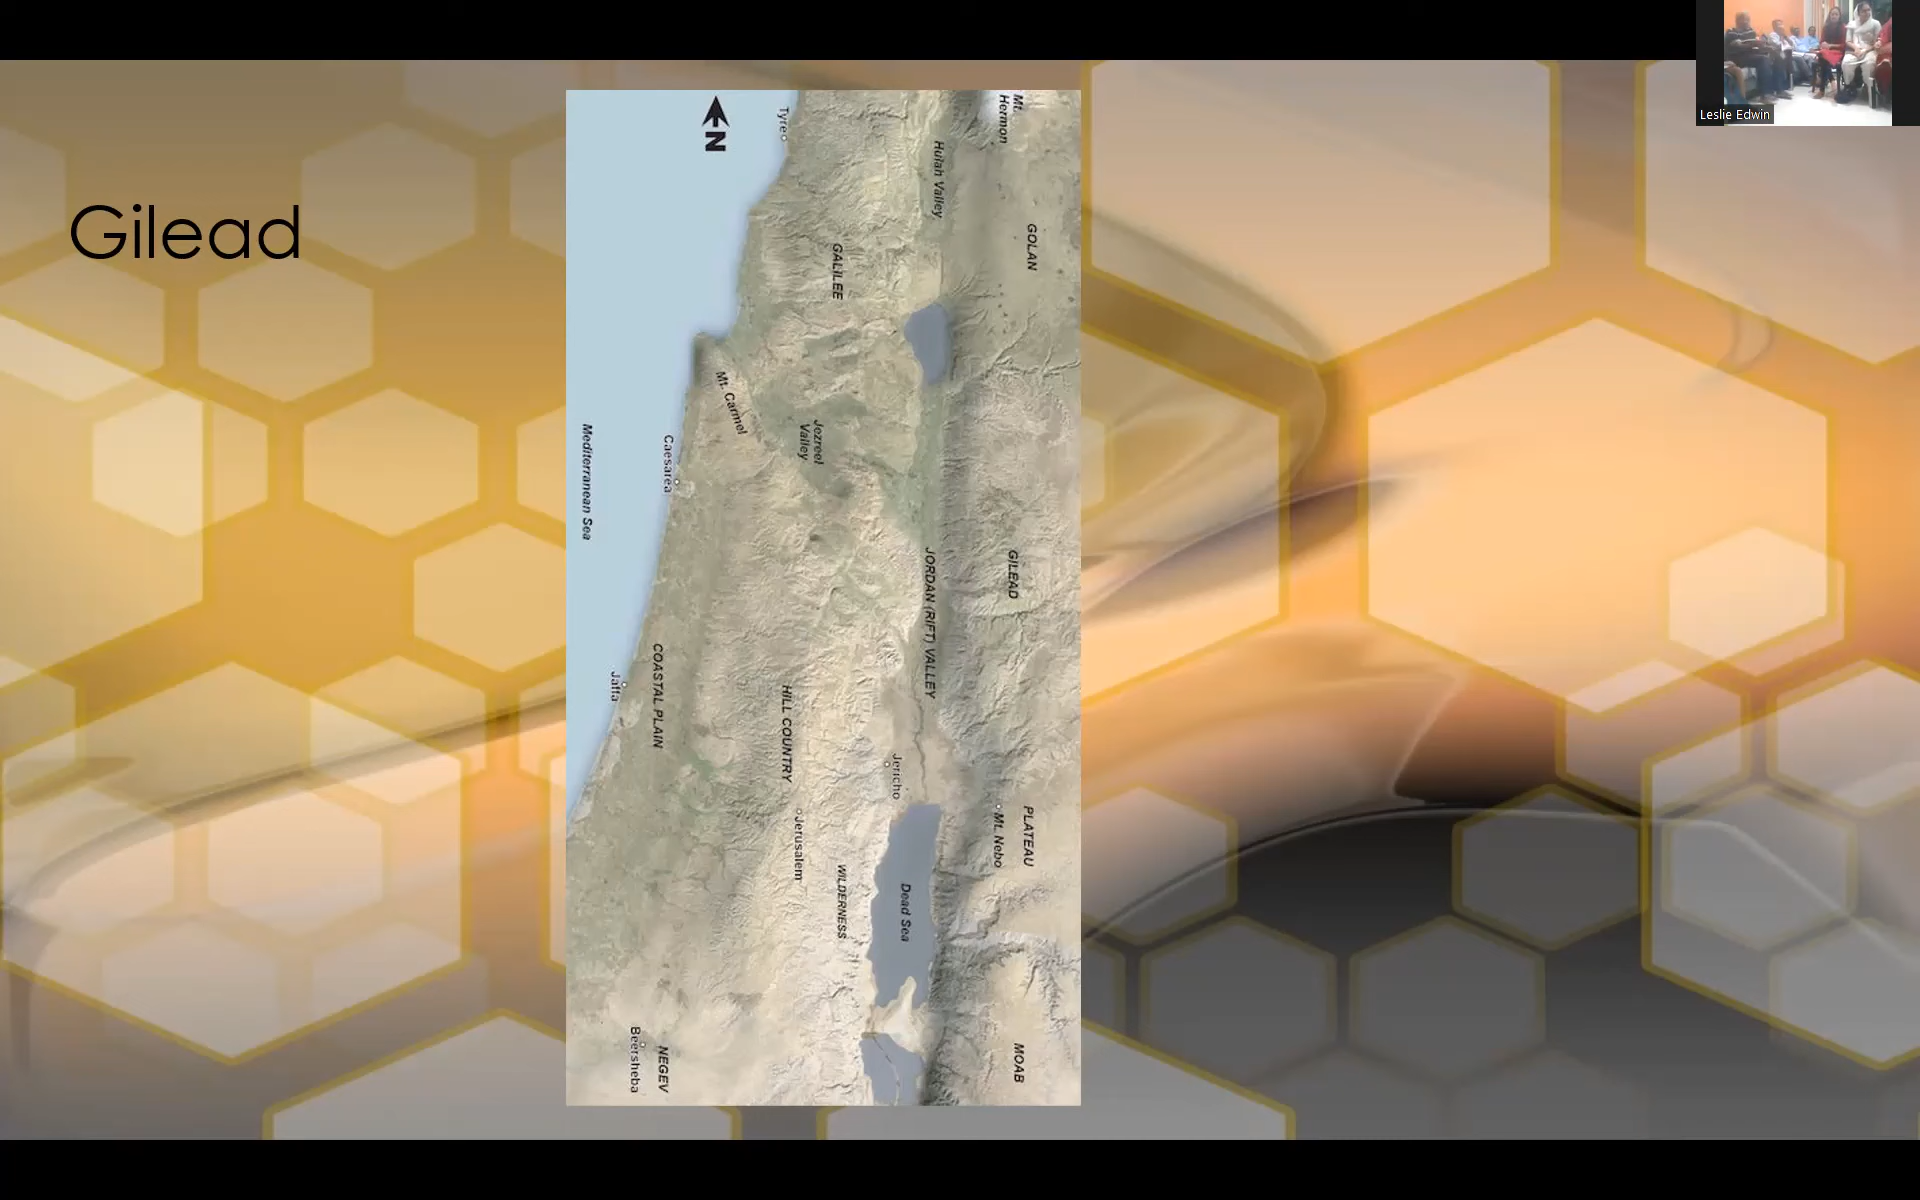 Leslie Edwin
Gilead
N
Tyre
Mt.
Hermon
Hulah Valley
GOLAN
GALILEE
Mt. Carmel
Jezreel
Valley
Caesarea
Mediterranean Sea
GILEAD
JORDAN (RIFT) VALLEY
COASTAL PLAIN
Jaffa
HILL COUNTRY
Jericho
Jerusalem
Mt. Nebo
PLATEAU
WILDERNESS
Dead Sea
MOAB
Beersheba
NEGEV